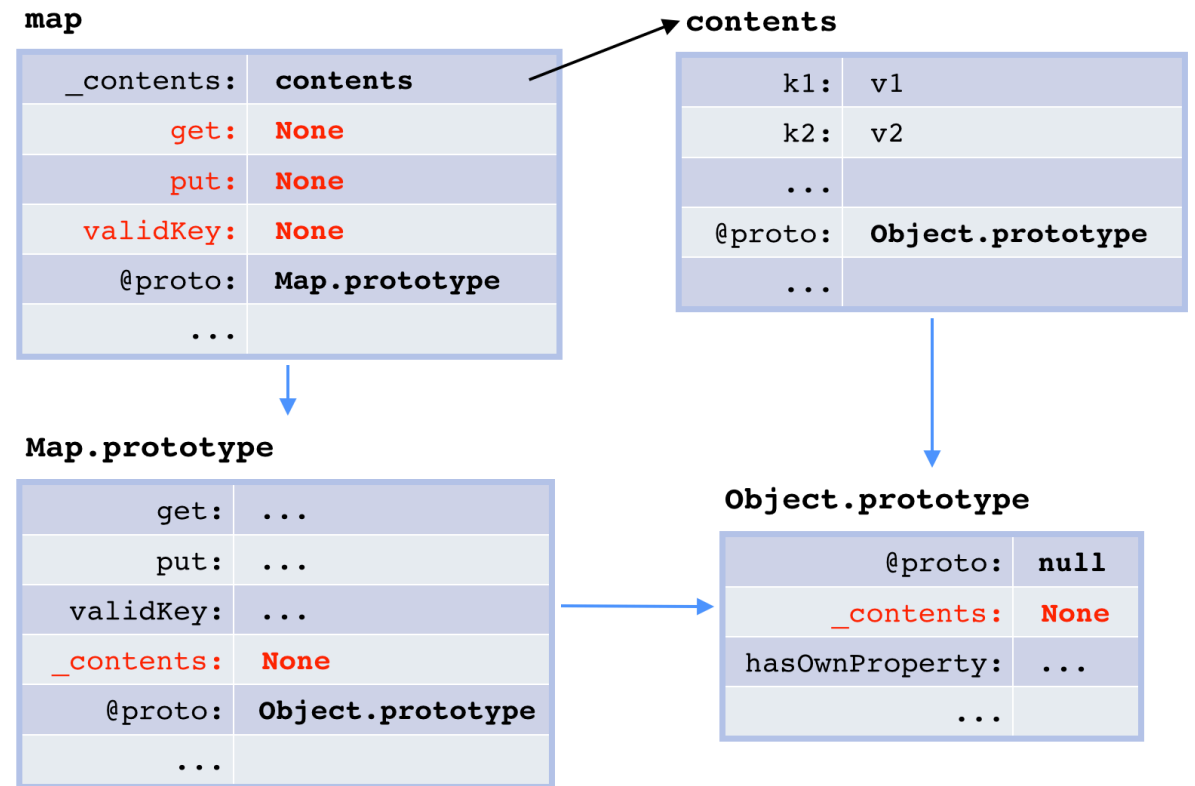 map
_contents: contents
get: None
put: None
validKey: None
@proto: Map.prototype
...
contents
k1: v1
k2: v2
...
@proto: Object.prototype
...
Map.prototype
get: ...
put: ...
validKey: ...
_contents: None
@proto: Object.prototype
...
Object.prototype
@proto: null
_contents: None
hasOwnProperty: ...
...